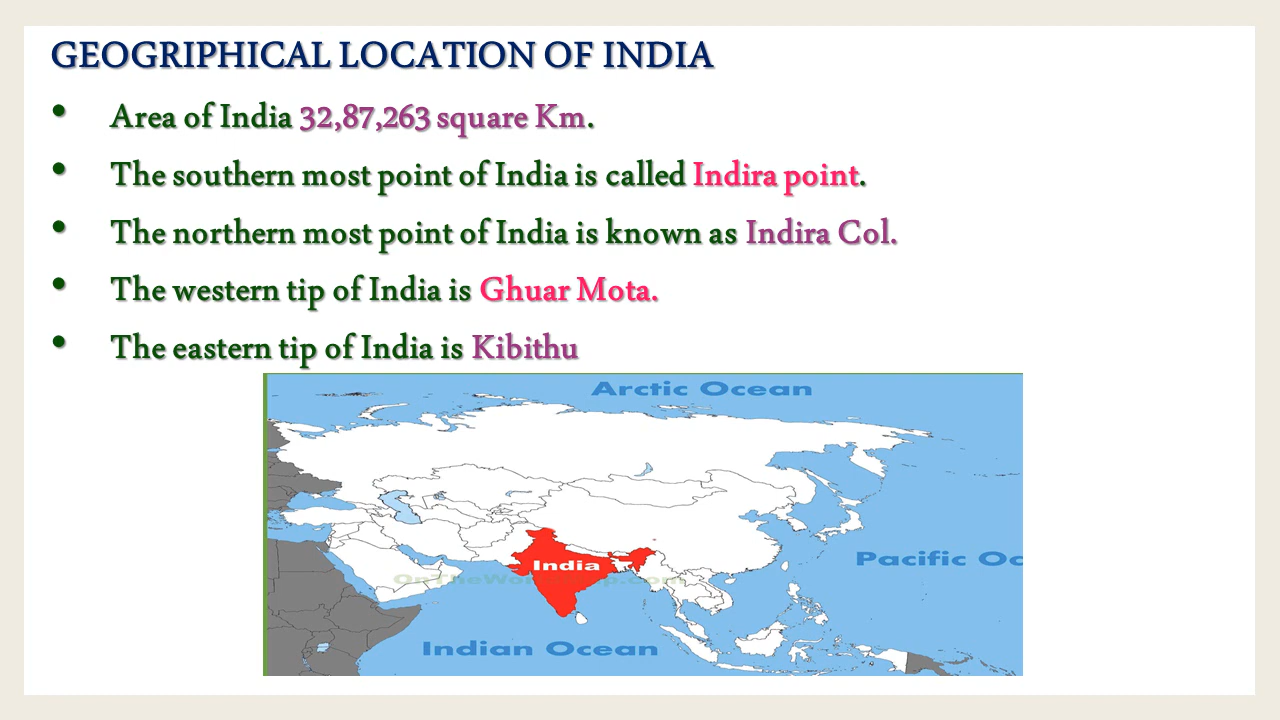 GEOGRIPHICAL LOCATION OF INDIA
• Area of India 32,87,263 square Km.
• The southern most point of India is called Indira point.
• The northern most point of India is known as Indira Col.
• The western tip of India is Ghuar Mota.
• The eastern tip of India is Kibithu
Arctic Ocean
Pacific Oc
India
Indian Ocean